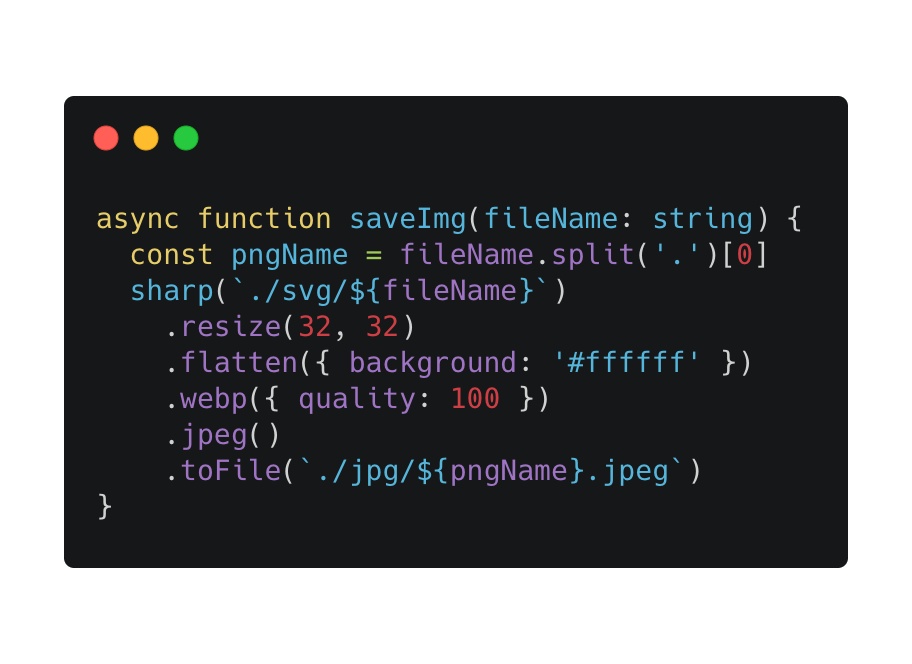 async function saveImg(fileName: string) {
  const pngName = fileName.split('.')[0]
  sharp(`./svg/${fileName}`)
    .resize(32, 32)
    .flatten({ background: '#ffffff' })
    .webp({ quality: 100 })
    .jpeg()
    .toFile(`./jpg/${pngName}.jpeg`)
}